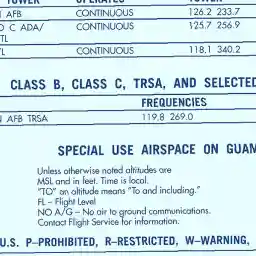 TOWER OPERATES TOWER
AFB CONTINUOUS 126.2 233.7
D C ADA/ CONTINUOUS 125.7 256.9
TL
/L CONTINUOUS 118.1 340.2
CLASS B, CLASS C, TRSA, AND SELECTED
FREQUENCIES
N AFB TRSA 119.8 269.0
SPECIAL USE AIRSPACE ON GUAM
Unless otherwise noted altitudes are
MSL and in feet. Time is local.
"TO" an altitude means "To and including."
FL – Flight Level
NO A/G – No air to ground communications.
Contact Flight Service for information.
U.S. P–PROHIBITED, R–RESTRICTED, W–WARNING,